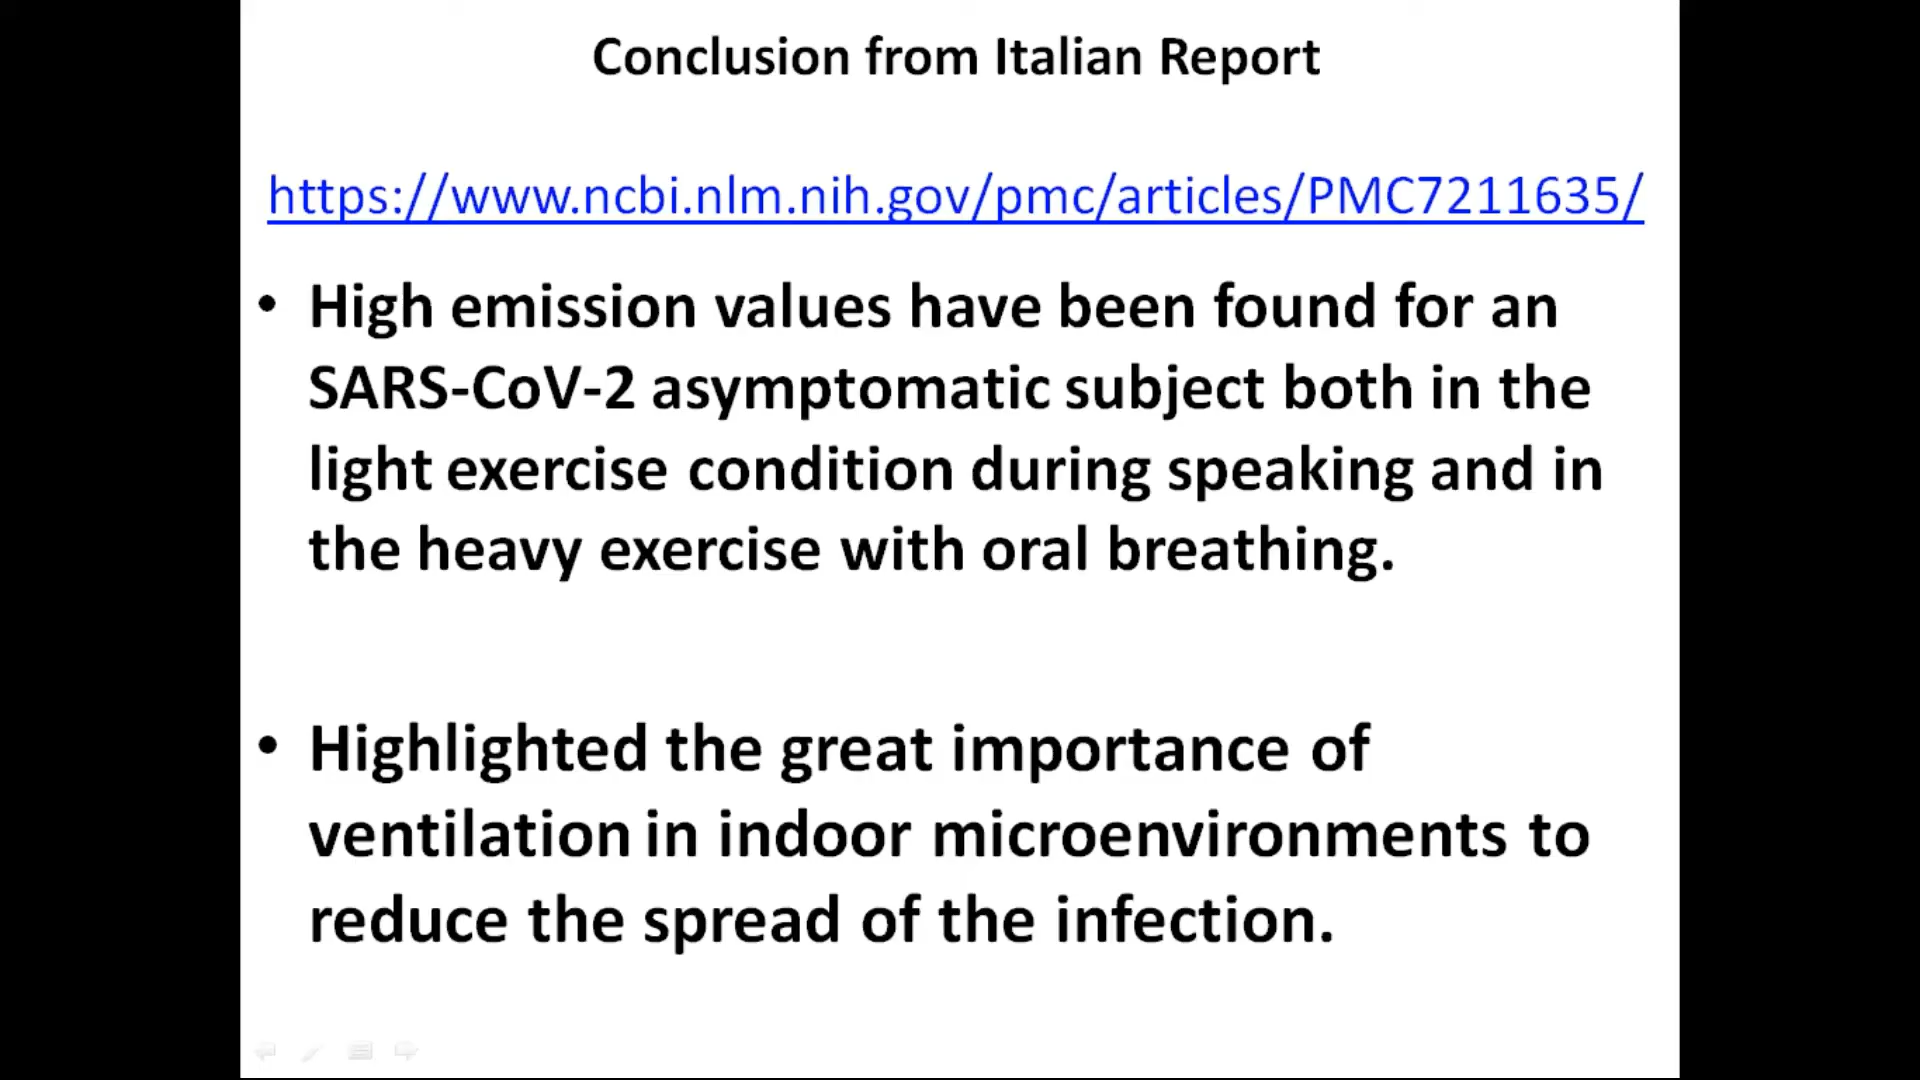 Conclusion from Italian Report
https://www.ncbi.nlm.nih.gov/pmc/articles/PMC7211635/
• High emission values have been found for an
SARS-CoV-2 asymptomatic subject both in the
light exercise condition during speaking and in
the heavy exercise with oral breathing.
• Highlighted the great importance of
ventilation in indoor microenvironments to
reduce the spread of the infection.